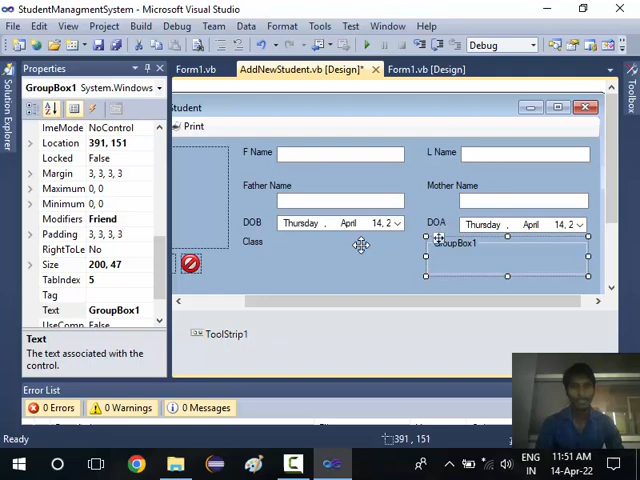 StudentManagmentSystem - Microsoft Visual Studio
File Edit View Project Build Debug Team Data Format Tools Test Window Help
Debug
Properties
GroupBox1 System.Windows
Form1.vb AddNewStudent.vb [Design]* Form1.vb [Design]
Solution Explorer
Toolbox
ImeMode NoControl
Location 391, 151
Locked False
Margin 3, 3, 3, 3
Maximum 0, 0
Minimum 0, 0
Modifiers Friend
Padding 3, 3, 3, 3
RightToLe No
Size 200, 47
TabIndex 5
Tag
Text GroupBox1
UseComp False
Text
The text associated with the
control.
Student
Print
F Name L Name
Father Name Mother Name
DOB Thursday , April 14, 2 DOA Thursday , April 14, 2
Class GroupBox1
ToolStrip1
Error List
0 Errors 0 Warnings 0 Messages
Ready 391, 151
ENG
IN
11:51 AM
14-Apr-22